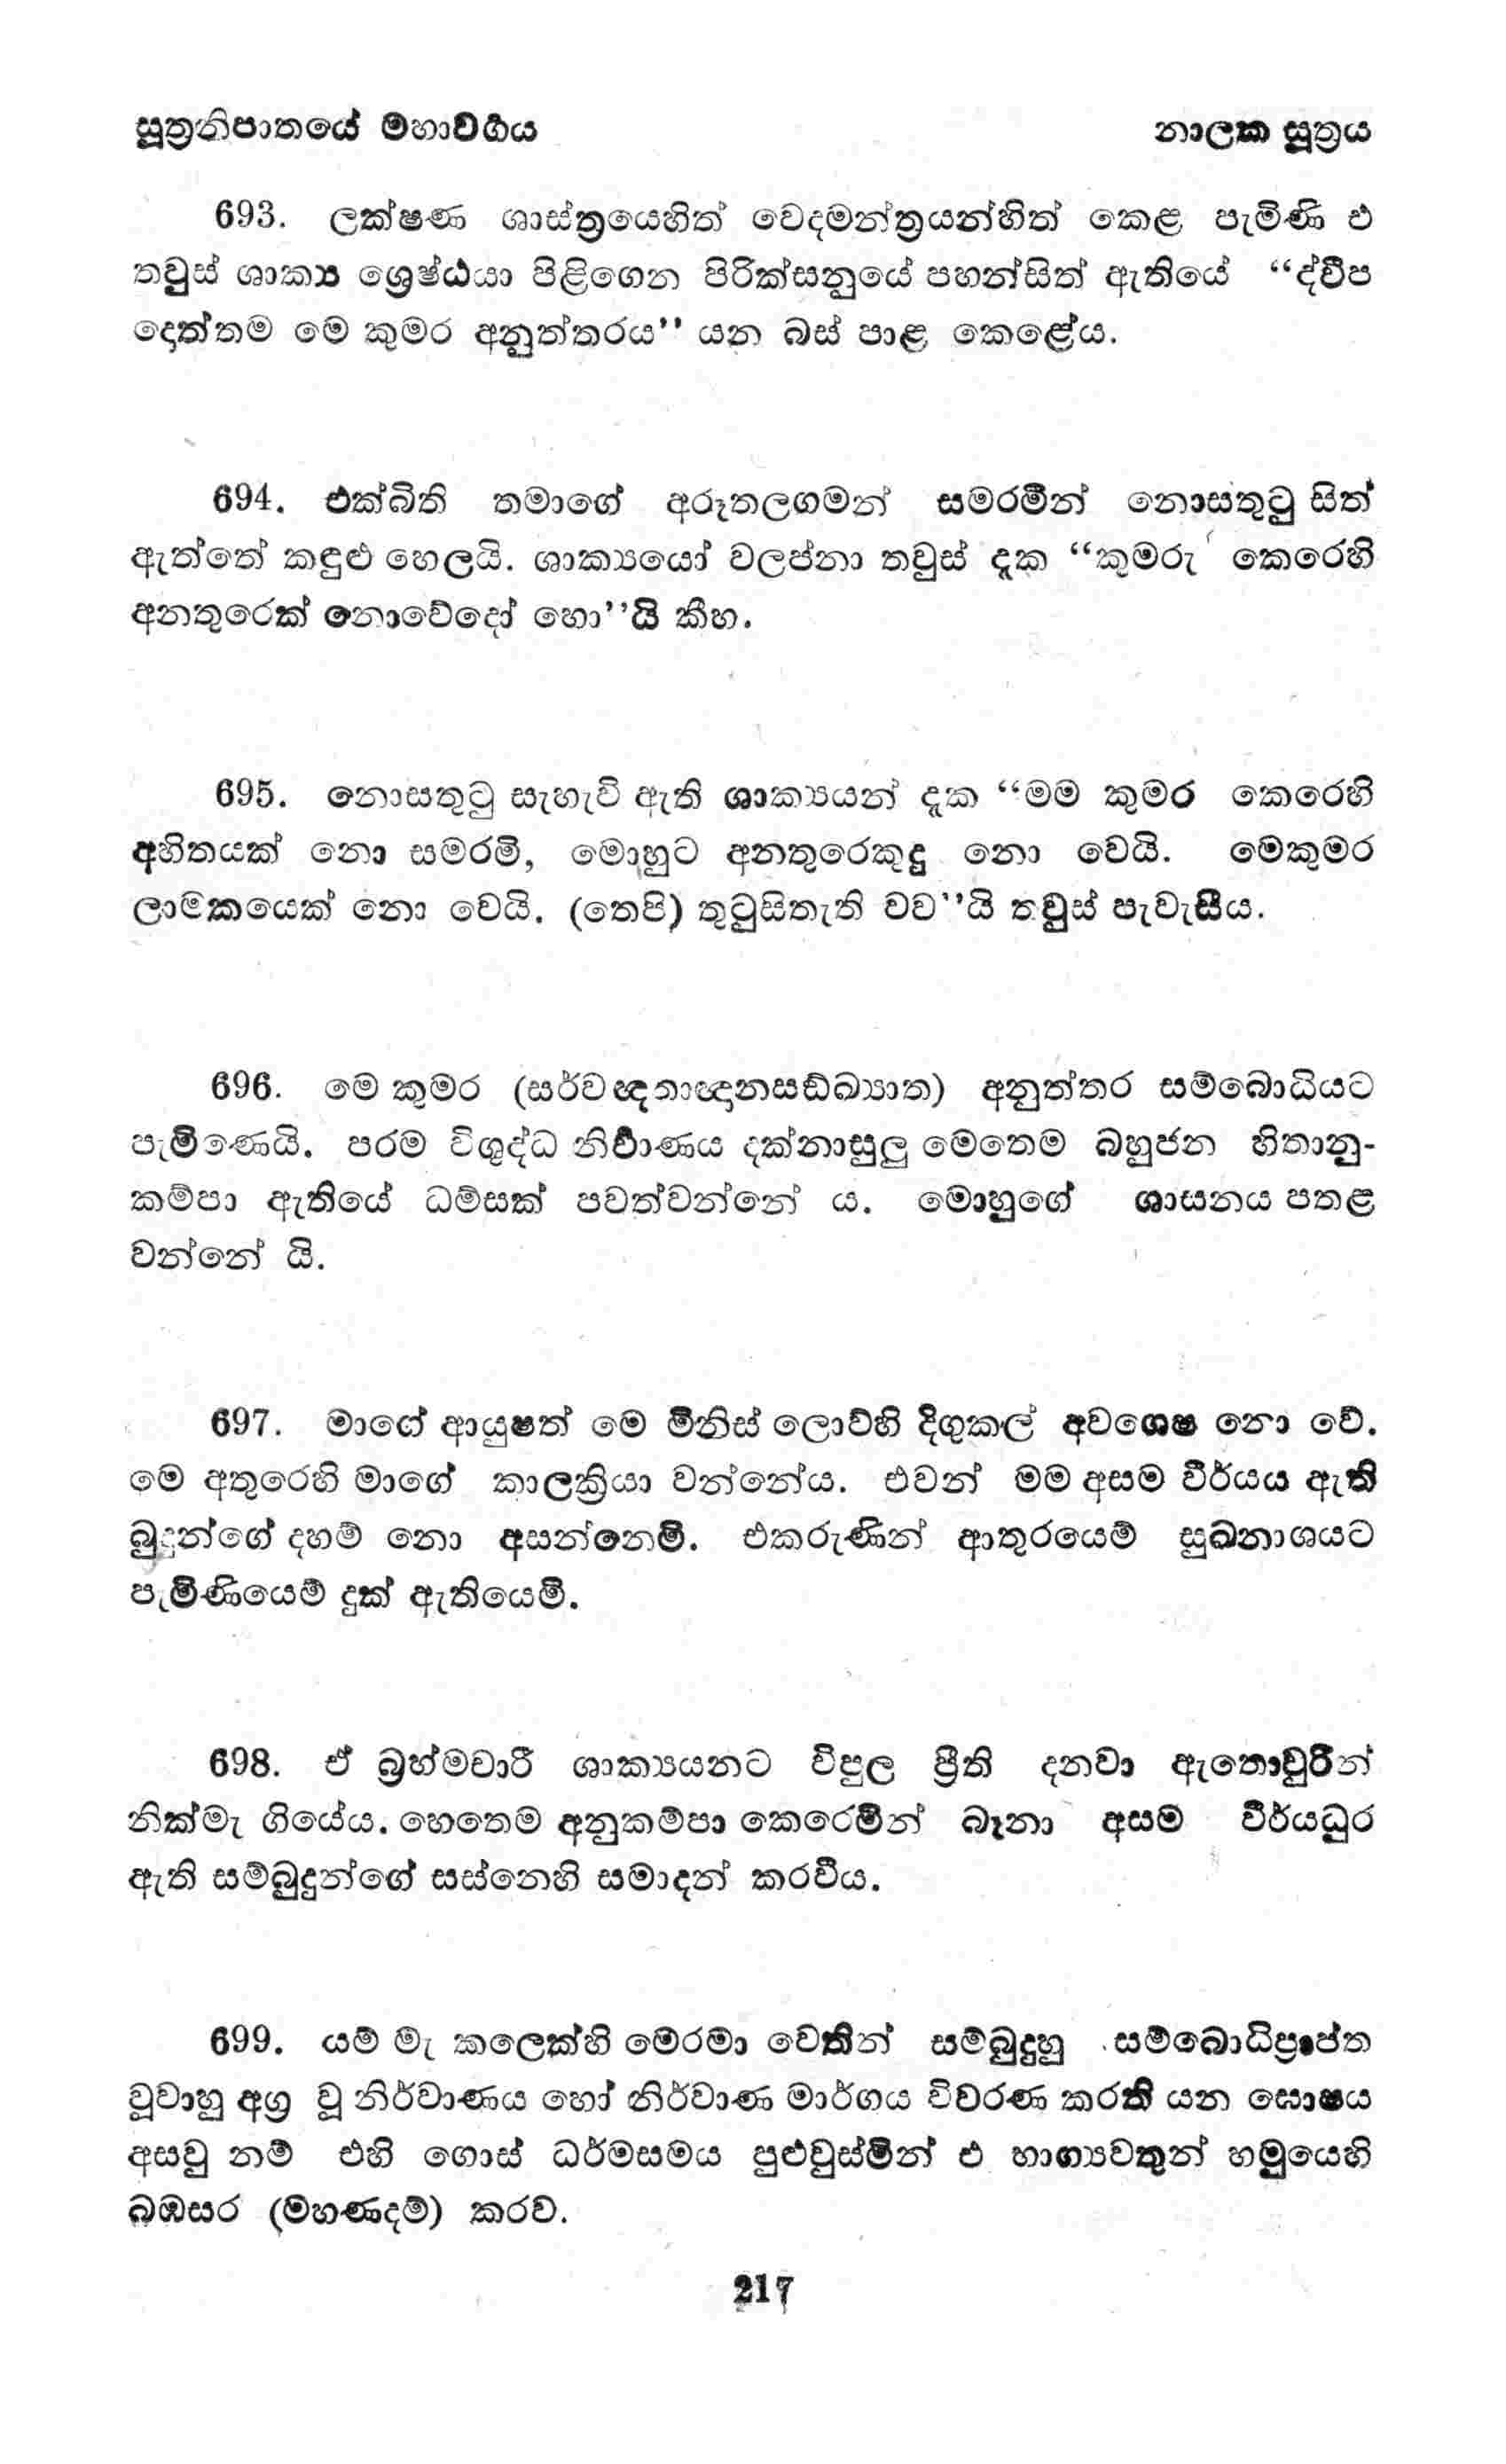 සූත්‍රනිපාතයේ මහාවර්ගය නාලක සූත්‍රය
693. ලක්ෂණ ශාස්ත්‍රයෙහිත් වෙදමන්ත්‍රයන්හිත් කෙළ පැමිණි එ
තවුස් ශාක්‍ය ශ්‍රේෂ්ඨයා පිළිගෙන පිරික්සනුයේ පහන්සිත් ඇතියේ “ද්වීප
දොත්තම මෙ කුමර අනුත්තරය’’ යන බස් පාළ කෙළේය.
694. එක්බිති තමාගේ අරූතලගමන් සමරමින් නොසතුටු සිත්
ඇත්තේ කඳුළු හෙලයි. ශාක්‍යයෝ වලප්නා තවුස් දැක “කුමරු කෙරෙහි
අනතුරෙක් නොවේදෝ හො’’යි කීහ.
695. නොසතුටු සැහැවි ඇති ශාක්‍යයන් දැක “මම කුමර කෙරෙහි
අහිතයක් නො සමරමි, මොහුට අනතුරෙකුදු නො වෙයි. මෙකුමර
ලාමකයෙක් නො වෙයි. (තෙපි) තුටුසිතැති වව’’යි තවුස් පැවැසීය.
696. මෙ කුමර (සර්වඥතාඥානසඞ්ඛ්‍යාත) අනුත්තර සම්බොධියට
පැමිණෙයි. පරම විශුද්ධ නිර්වාණය දක්නාසුලු මෙතෙම බහුජන හිතානු-
කම්පා ඇතියේ ධම්සක් පවත්වන්නේ ය. මොහුගේ ශාසනය පතළ
වන්නේ යි.
697. මාගේ ආයුෂත් මෙ මිනිස් ලොව්හි දිගුකල් අවශෙෂ නො වේ.
මෙ අතුරෙහි මාගේ කාලක්‍රියා වන්නේය. එවන් මම අසම වීර්යය ඇති
බුදුන්ගේ දහම් නො අසන්නෙමි. එකරුණින් ආතුරයෙම් සුඛනාශයට
පැමිණියෙම් දුක් ඇතියෙමි.
698. ඒ බ්‍රහ්මචාරී ශාක්‍යයනට විපුල ප්‍රීති දනවා ඇතොවුරින්
නික්මැ ගියේය. හෙතෙම අනුකම්පා කෙරෙමින් බෑනා අසම වීර්යධුර
ඇති සම්බුදුන්ගේ සස්නෙහි සමාදන් කරවීය.
699. යම් මැ කලෙක්හි මෙරමා වෙතින් සම්බුදුහු සම්බොධිප්‍රාප්ත
වූවාහු අග්‍ර වූ නිර්වාණය හෝ නිර්වාණ මාර්ගය විවරණ කරති යන ඝොෂය
අසවු නම් එහි ගොස් ධර්මසමය පුළුවුස්මින් එ භාග්‍යවතුන් හමුයෙහි
බඹසර (මහණදම්) කරව.
217